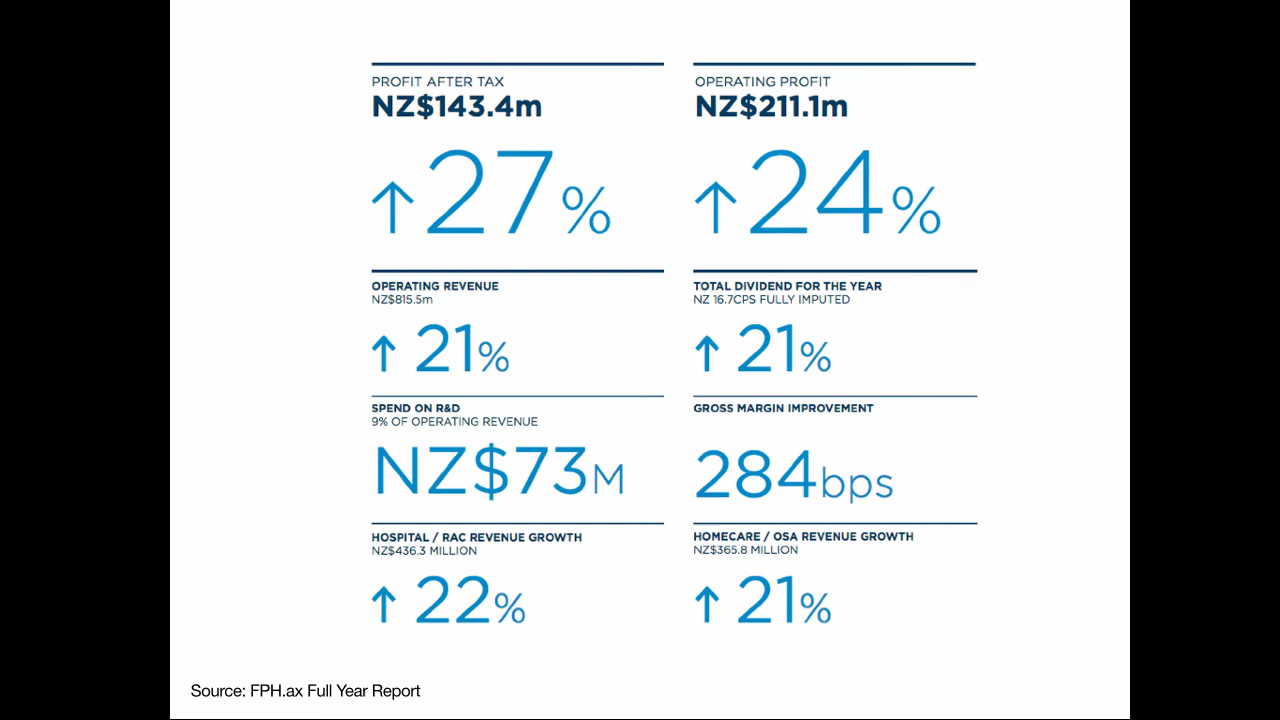 PROFIT AFTER TAX
NZ$143.4m
↑27%
OPERATING PROFIT
NZ$211.1m
↑24%
OPERATING REVENUE
NZ$815.5m
↑ 21%
TOTAL DIVIDEND FOR THE YEAR
NZ 16.7CPS FULLY IMPUTED
↑ 21%
SPEND ON R&D
9% OF OPERATING REVENUE
NZ$73M
GROSS MARGIN IMPROVEMENT
284bps
HOSPITAL / RAC REVENUE GROWTH
NZ$436.3 MILLION
↑ 22%
HOMECARE / OSA REVENUE GROWTH
NZ$365.8 MILLION
↑ 21%
Source: FPH.ax Full Year Report